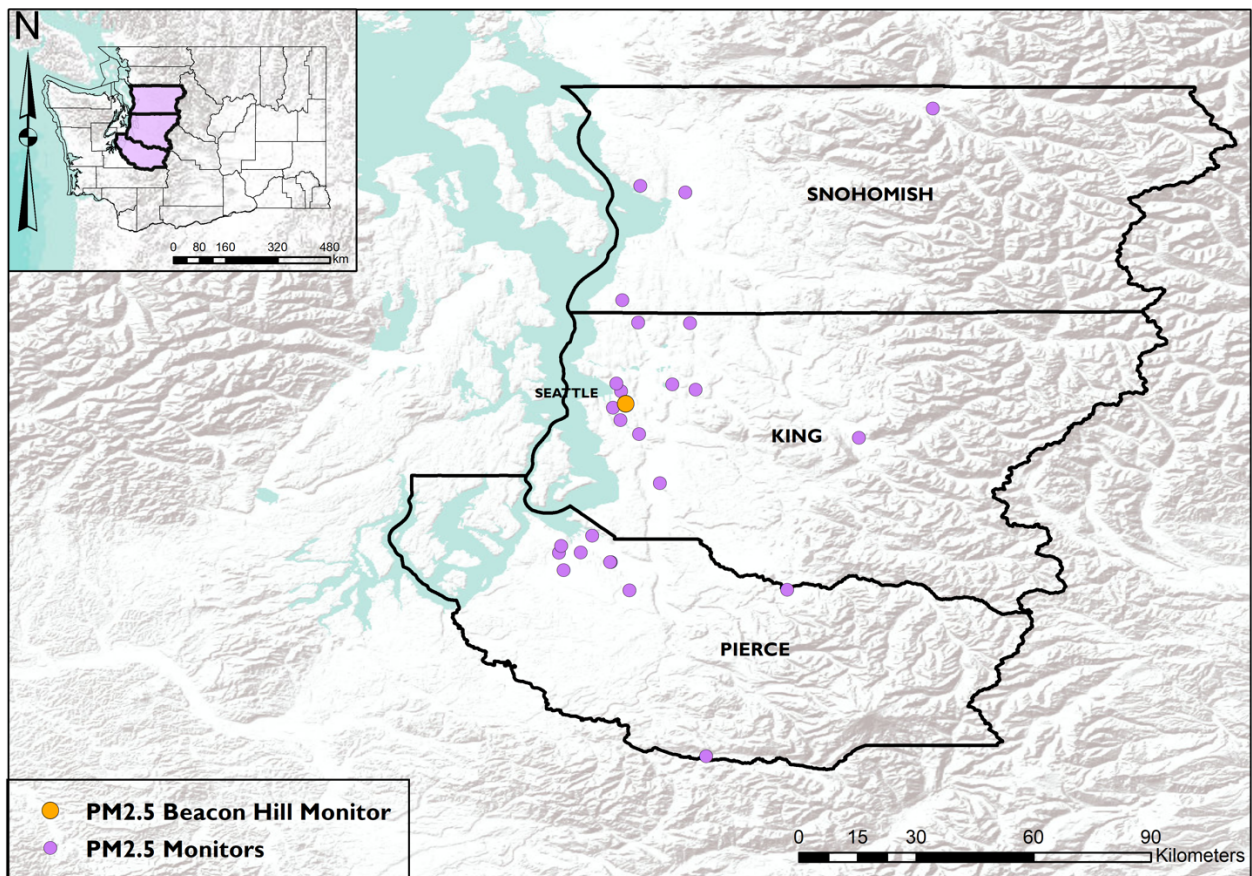 N
0 80 160 320 480
km
SNOHOMISH
SEATTLE
KING
PIERCE
PM2.5 Beacon Hill Monitor
PM2.5 Monitors
0 15 30 60 90
Kilometers